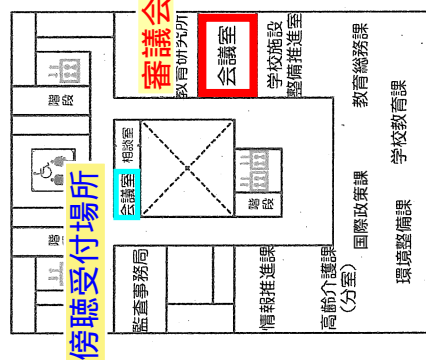 審議会
教育研究所
会議室
学校施設
整備推進室
教育総務課
学校教育課
階段
相談室
会議室
階段
国際政策課
環境整備課
階
傍聴受付場所
監査事務局
情報推進課
高齢介護課
（分室）